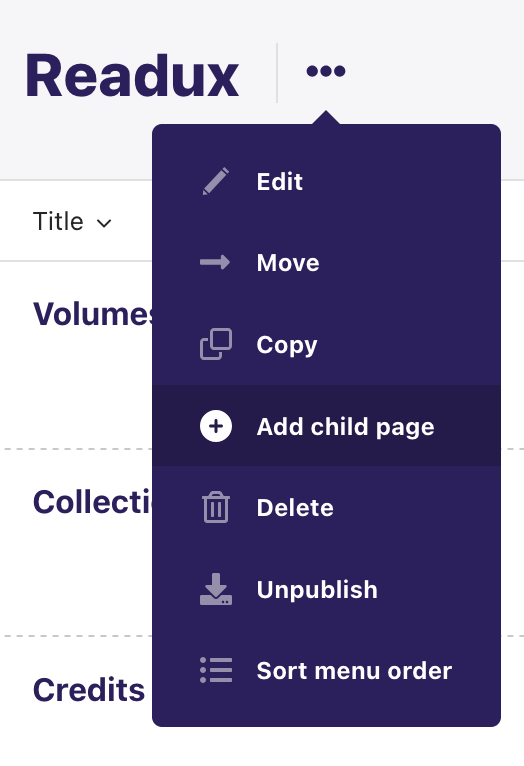 Readux
Title
Volumes
Edit
Move
Copy
Add child page
Collecti
Delete
Unpublish
Credits
Sort menu order